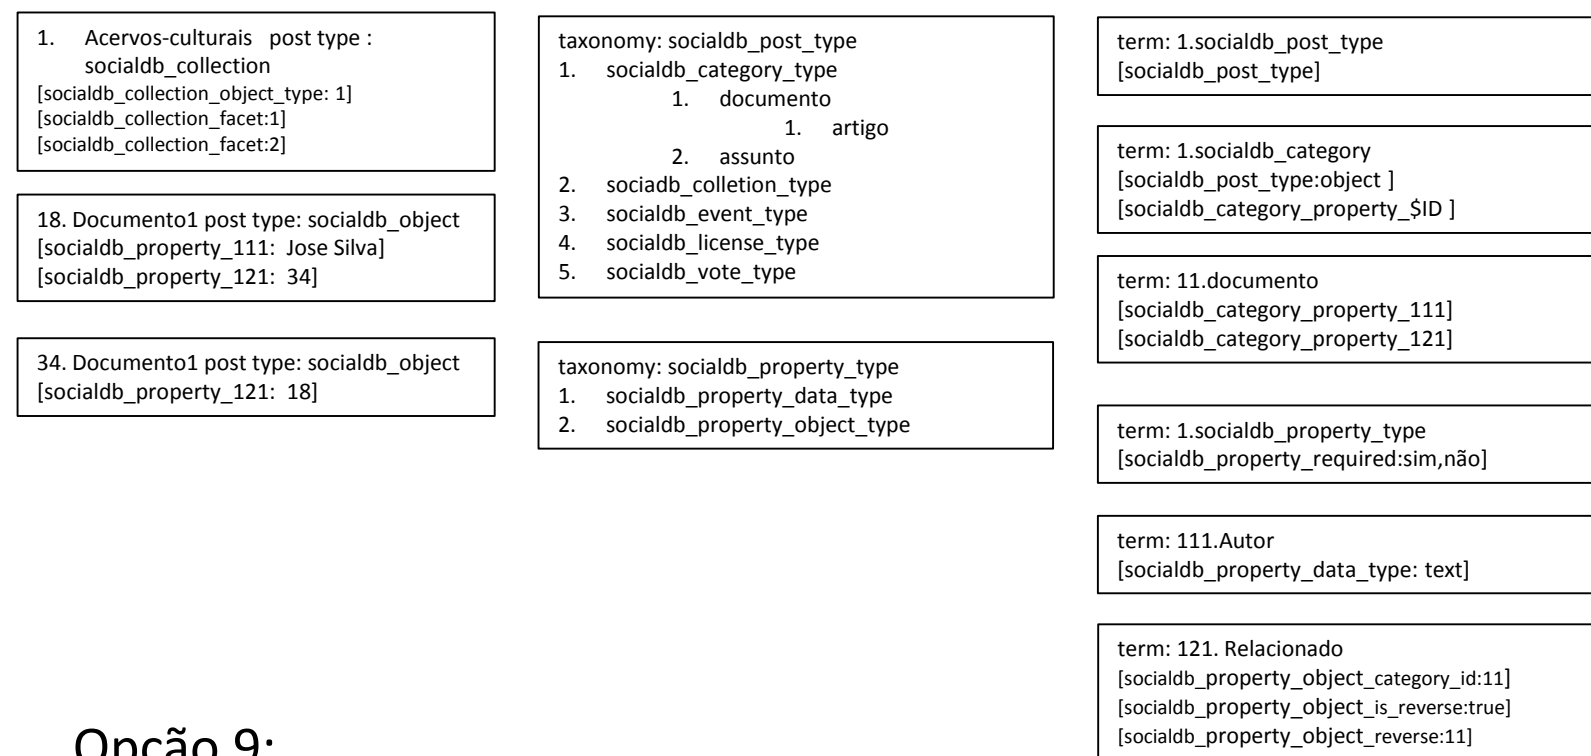 1. Acervos-culturais post type :
socialdb_collection
[socialdb_collection_object_type: 1]
[socialdb_collection_facet:1]
[socialdb_collection_facet:2]
18. Documento1 post type: socialdb_object
[socialdb_property_111: Jose Silva]
[socialdb_property_121: 34]
34. Documento1 post type: socialdb_object
[socialdb_property_121: 18]
taxonomy: socialdb_post_type
1. socialdb_category_type
1. documento
1. artigo
2. assunto
2. sociadb_colletion_type
3. socialdb_event_type
4. socialdb_license_type
5. socialdb_vote_type
taxonomy: socialdb_property_type
1. socialdb_property_data_type
2. socialdb_property_object_type
term: 1.socialdb_post_type
[socialdb_post_type]
term: 1.socialdb_category
[socialdb_post_type:object ]
[socialdb_category_property_$ID ]
term: 11.documento
[socialdb_category_property_111]
[socialdb_category_property_121]
term: 1.socialdb_property_type
[socialdb_property_required:sim,não]
term: 111.Autor
[socialdb_property_data_type: text]
term: 121. Relacionado
[socialdb_property_object_category_id:11]
[socialdb_property_object_is_reverse:true]
[socialdb_property_object_reverse:11]
Opção 9: